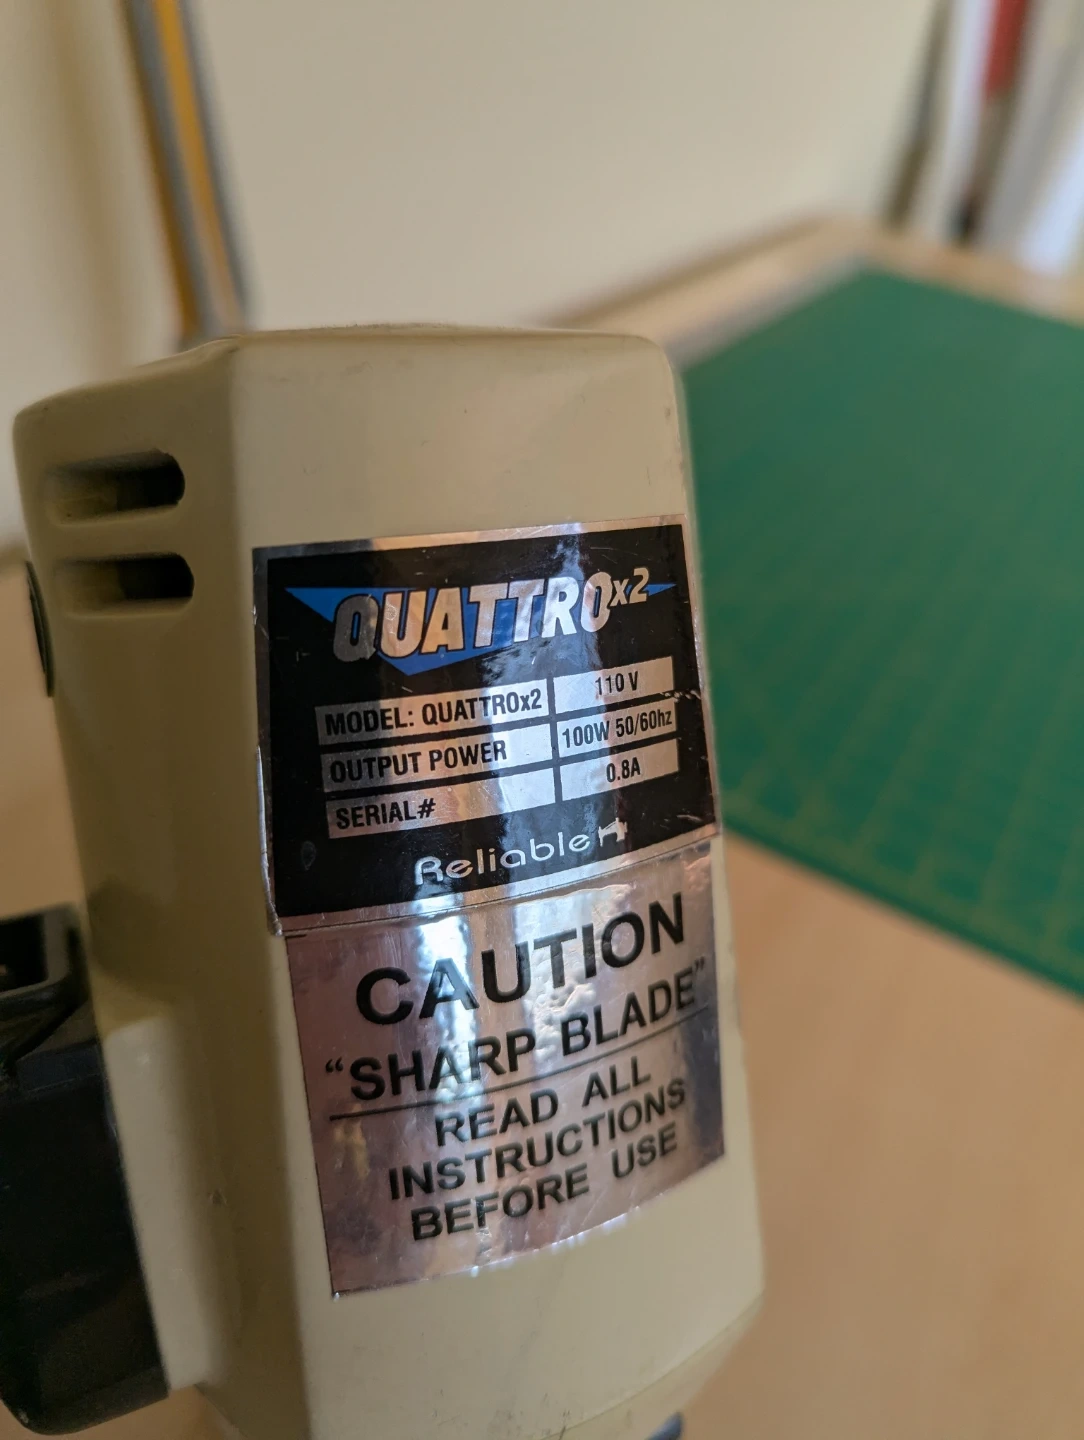 QUATTROx2
MODEL: QUATTROx2 110 V
OUTPUT POWER 100W 50/60hz
SERIAL# 0.8A
Reliable
CAUTION
“SHARP BLADE”
READ ALL
INSTRUCTIONS
BEFORE USE